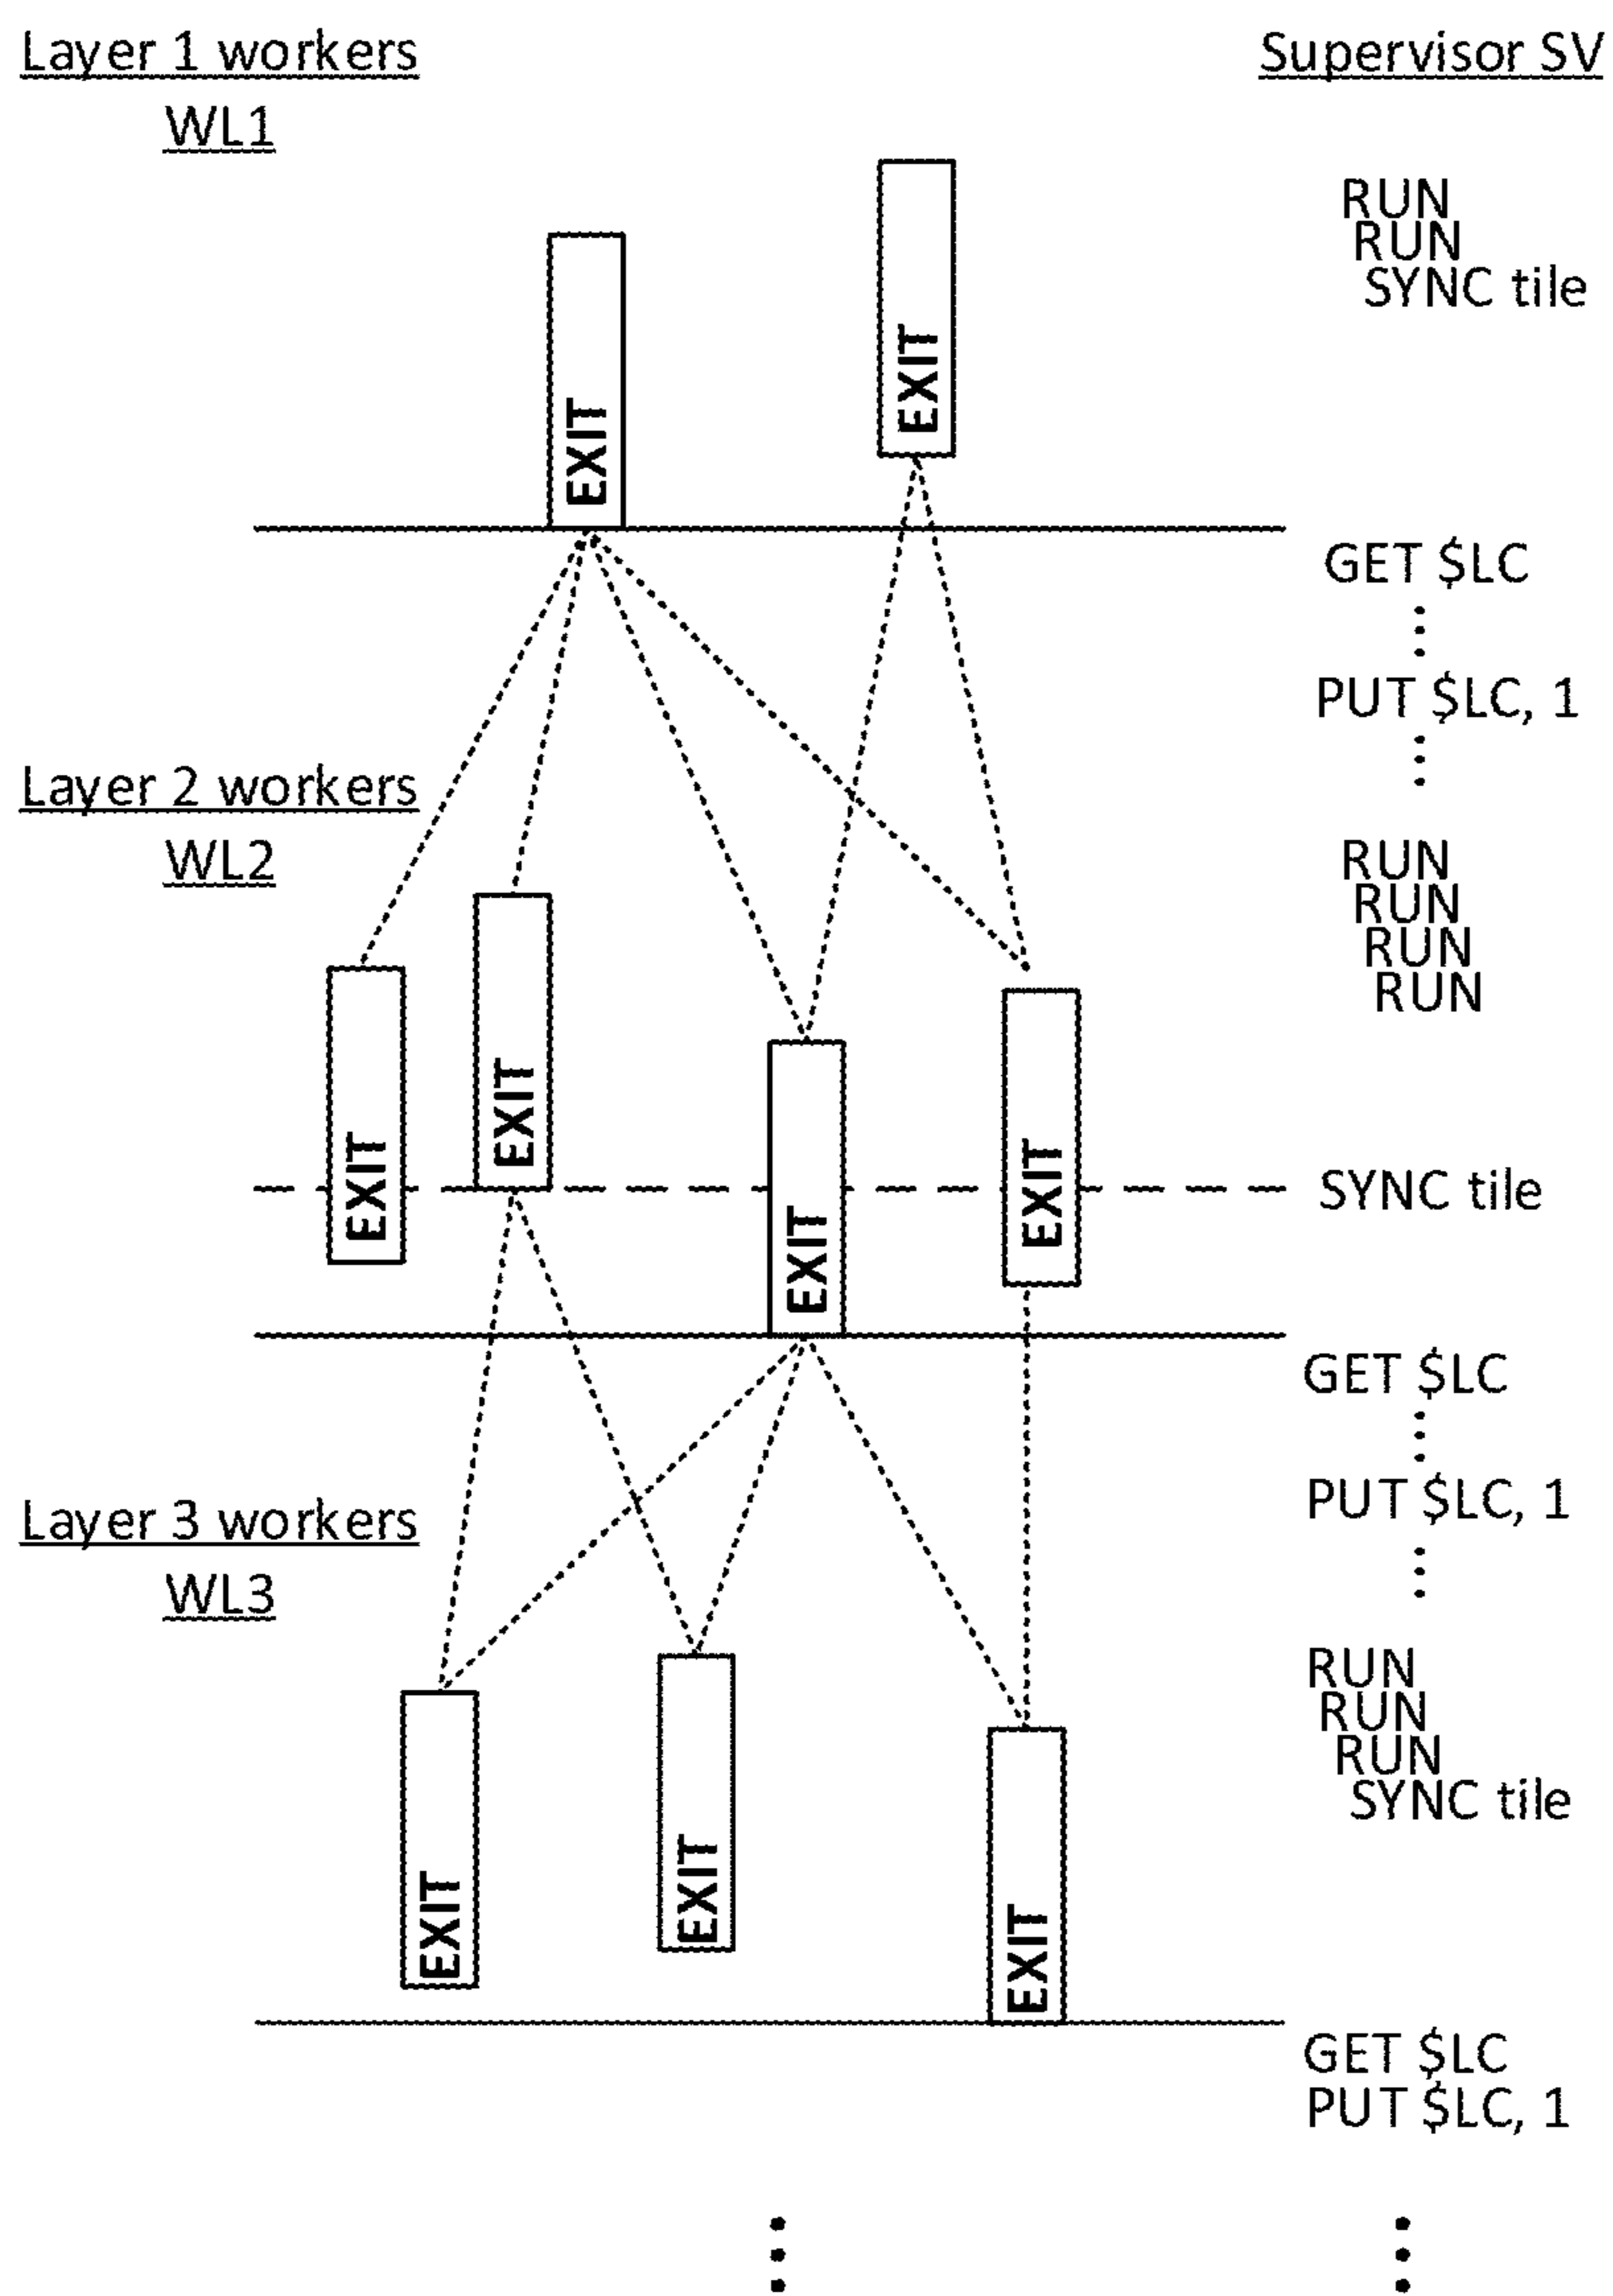 Layer 1 workers
WL1
Supervisor SV
RUN
RUN
SYNC tile
EXIT
EXIT
GET $LC
PUT $LC, 1
Layer 2 workers
WL2
RUN
RUN
RUN
RUN
EXIT
EXIT
EXIT
EXIT
SYNC tile
GET $LC
PUT $LC, 1
Layer 3 workers
WL3
RUN
RUN
RUN
SYNC tile
EXIT
EXIT
EXIT
GET $LC
PUT $LC, 1